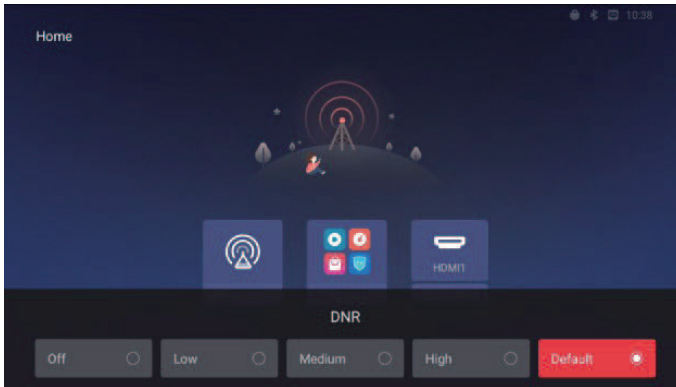 10:38
Home
HDMI1
DNR
Off
Low
Medium
High
Default